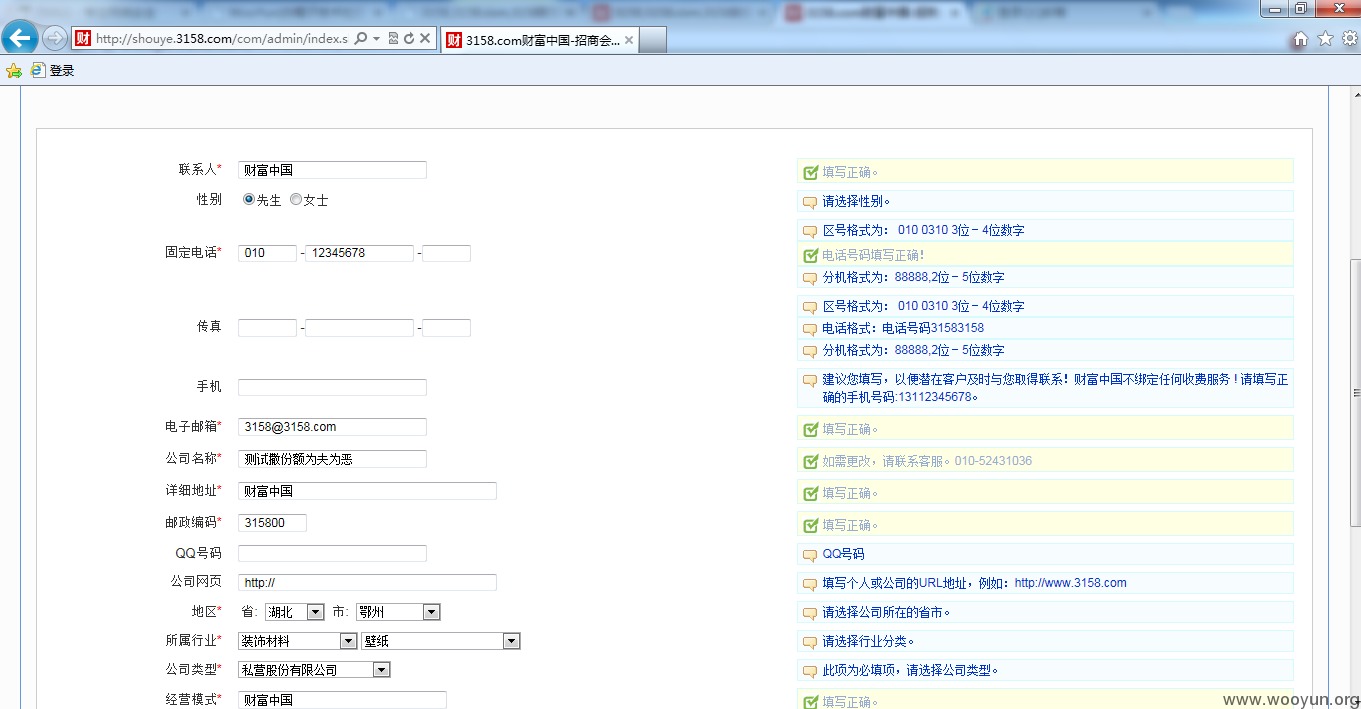 http://shouye.3158.com/com/admin/index.s
3158.com财富中国-招商会...
登录
联系人* 财富中国 填写正确。
性别 先生 女士 请选择性别。
区号格式为： 010 0310 3位－4位数字
固定电话* 010 - 12345678 - 电话号码填写正确！
分机格式为：88888,2位－5位数字
区号格式为： 010 0310 3位－4位数字
传真 - - 电话格式：电话号码31583158
分机格式为：88888,2位－5位数字
手机 建议您填写，以便潜在客户及时与您取得联系！财富中国不绑定任何收费服务！请填写正
确的手机号码:13112345678。
电子邮箱* 3158@3158.com 填写正确。
公司名称* 测试撒份额为夫为恶 如需更改，请联系客服。010-52431036
详细地址* 财富中国 填写正确。
邮政编码* 315800 填写正确。
QQ号码 QQ号码
公司网页 http:// 填写个人或公司的URL地址，例如：http://www.3158.com
地区* 省: 湖北 市: 鄂州 请选择公司所在的省市。
所属行业* 装饰材料 壁纸 请选择行业分类。
公司类型* 私营股份有限公司 此项为必填项，请选择公司类型。
经营模式* 财富中国 填写正确。
www.wooyun.org